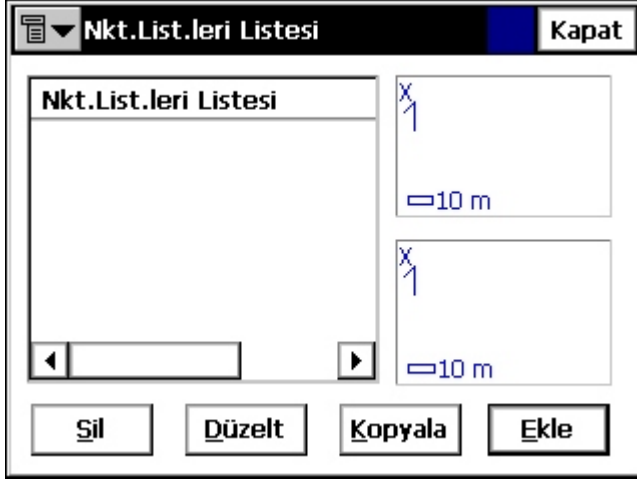 Nkt.List.leri Listesi
Kapat
Nkt.List.leri Listesi
X
10 m
X
10 m
Sil
Düzelt
Kopyala
Ekle